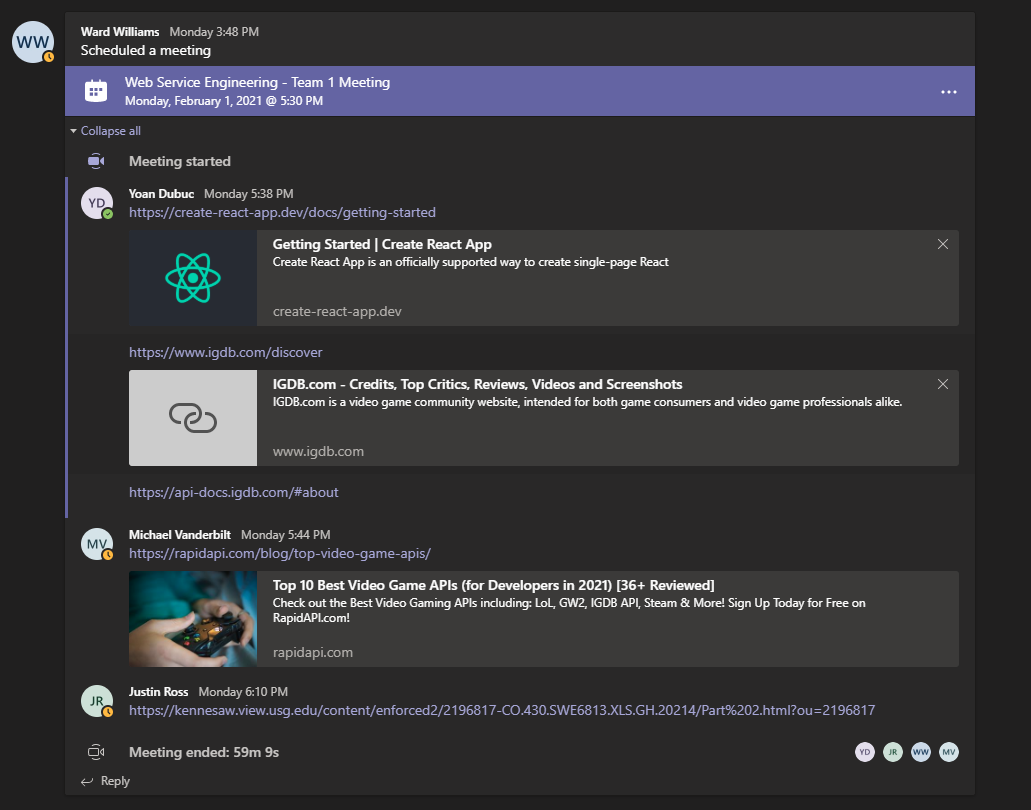 WW
Ward Williams Monday 3:48 PM
Scheduled a meeting
Web Service Engineering - Team 1 Meeting
Monday, February 1, 2021 @ 5:30 PM
Collapse all
Meeting started
YD
Yoan Dubuc Monday 5:38 PM
https://create-react-app.dev/docs/getting-started
Getting Started | Create React App
Create React App is an officially supported way to create single-page React
create-react-app.dev
https://www.igdb.com/discover
IGDB.com - Credits, Top Critics, Reviews, Videos and Screenshots
IGDB.com is a video game community website, intended for both game consumers and video game professionals alike.
www.igdb.com
https://api-docs.igdb.com/#about
MV
Michael Vanderbilt Monday 5:44 PM
https://rapidapi.com/blog/top-video-game-apis/
Top 10 Best Video Game APIs (for Developers in 2021) [36+ Reviewed]
Check out the Best Video Gaming APIs including: LoL, GW2, IGDB API, Steam & More! Sign Up Today for Free on
RapidAPI.com!
rapidapi.com
JR
Justin Ross Monday 6:10 PM
https://kennesaw.view.usg.edu/content/enforced2/2196817-CO.430.SWE6813.XLS.GH.20214/Part%202.html?ou=2196817
Meeting ended: 59m 9s
YD JR WW MV
Reply